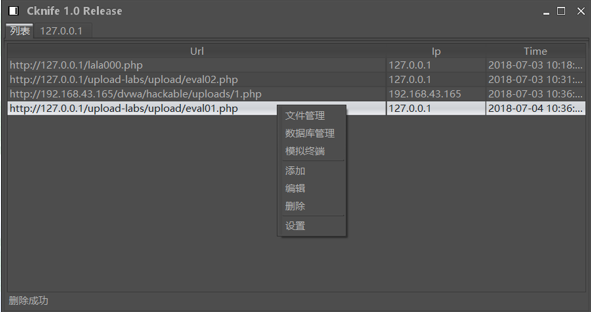 Cknife 1.0 Release
列表 127.0.0.1
Url Ip Time
http://127.0.0.1/lala000.php 127.0.0.1 2018-07-03 10:18:...
http://127.0.0.1/upload-labs/upload/eval02.php 127.0.0.1 2018-07-03 10:31:...
http://192.168.43.165/dvwa/hackable/uploads/1.php 192.168.43.165 2018-07-03 10:36:...
http://127.0.0.1/upload-labs/upload/eval01.php 127.0.0.1 2018-07-04 10:36:...
文件管理
数据库管理
模拟终端
添加
编辑
删除
设置
删除成功